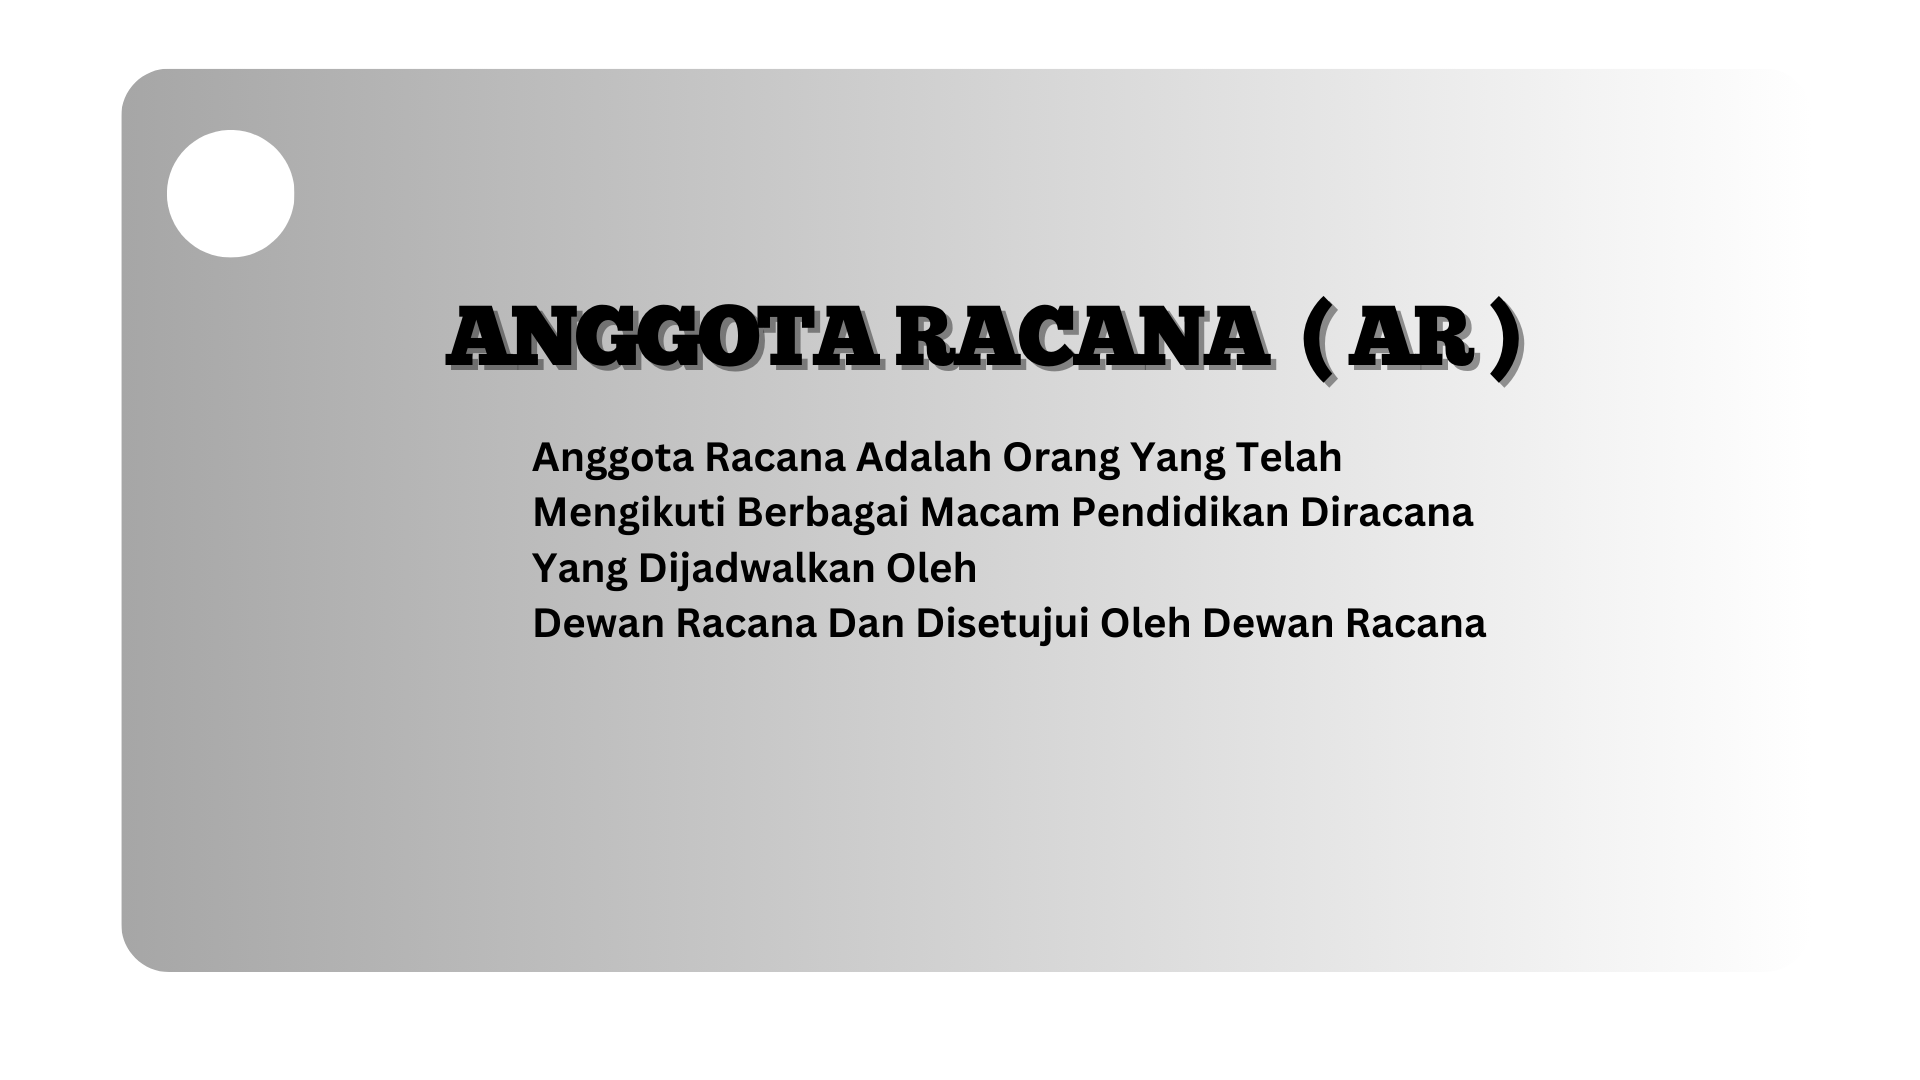 ANGGOTA RACANA ( AR )
Anggota Racana Adalah Orang Yang Telah
Mengikuti Berbagai Macam Pendidikan Diracana
Yang Dijadwalkan Oleh
Dewan Racana Dan Disetujui Oleh Dewan Racana